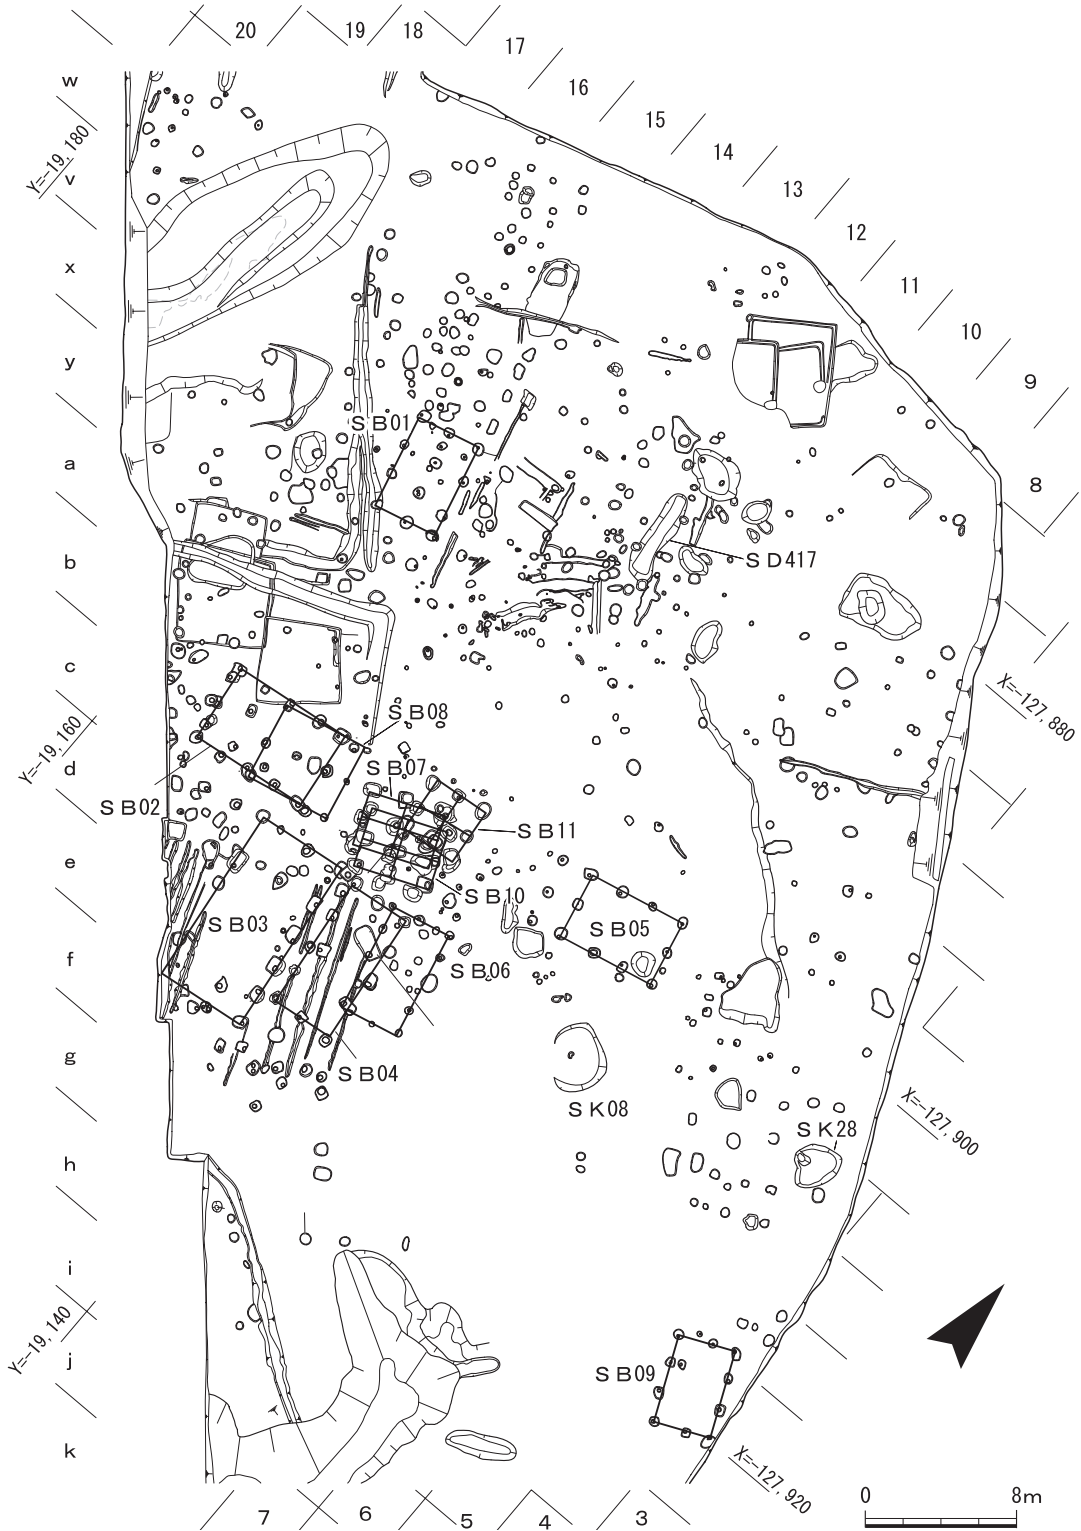 20 19 18 17 16 15 14 13 12 11 10 9 8
w
Y=-19, 180
v
x
y
a
b
c
Y=-19, 160
d
e
f
g
h
i
Y=-19, 140
j
k
SB01
SD417
SB08
SB07
SB02
SB11
SB10
SB03
SB05
SB06
SB04
SK08
SK28
SB09
X=-127, 880
X=-127, 900
X=-127, 920
7 6 5 4 3
0 8m